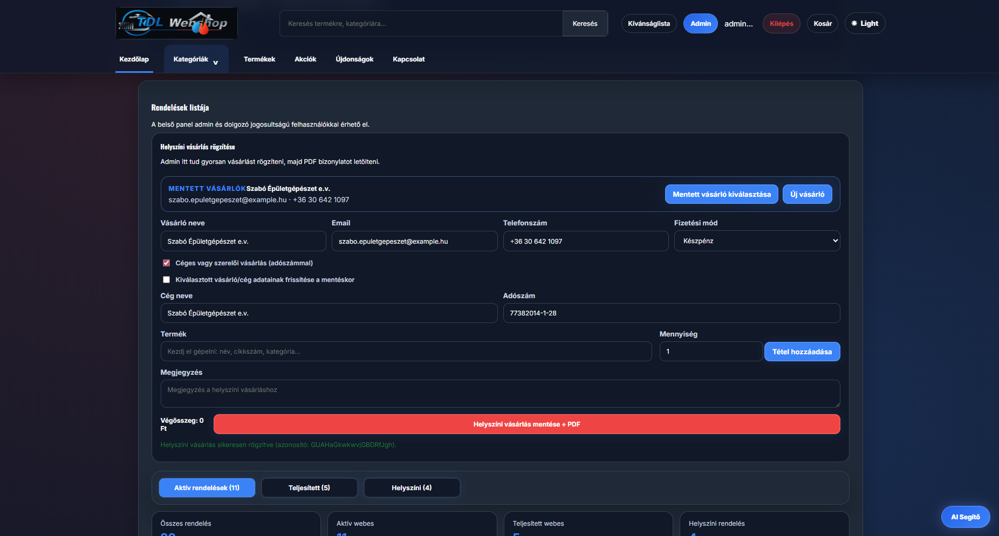 TDL Webshop
Keresés termékre, kategóriára...
Keresés
Kívánságlista
Admin
admin...
Kilépés
Kosár
Light
Kezdőlap
Kategóriák v
Termékek
Akciók
Újdonságok
Kapcsolat
Rendelések listája
A belső panel admin és dolgozó jogosultságú felhasználókkal érhető el.
Helyszíni vásárlás rögzítése
Admin itt tud gyorsan vásárlást rögzíteni, majd PDF bizonylatot letölteni.
MENTETT VÁSÁRLÓK Szabó Épületgépészet e.v.
szabo.epuletgepeszet@example.hu · +36 30 642 1097
Mentett vásárló kiválasztása
Új vásárló
Vásárló neve
Email
Telefonszám
Fizetési mód
Szabó Épületgépészet e.v.
szabo.epuletgepeszet@example.hu
+36 30 642 1097
Készpénz
Céges vagy szerelői vásárlás (adószámmal)
Kiválasztott vásárló/cég adatainak frissítése a mentéskor
Cég neve
Adószám
Szabó Épületgépészet e.v.
77382014-1-28
Termék
Mennyiség
Kezdj el gépelni: név, cikkszám, kategória...
1
Tétel hozzáadása
Megjegyzés
Megjegyzés a helyszíni vásárláshoz
Végösszeg: 0
Ft
Helyszíni vásárlás mentése + PDF
Helyszíni vásárlás sikeresen rögzítve (azonosító: GUAHaGkwkwvjGBDRfJgh).
Aktív rendelések (11)
Teljesített (5)
Helyszíni (4)
Összes rendelés
Aktív webes
Teljesített webes
Helyszíni rendelés
AI Segítő